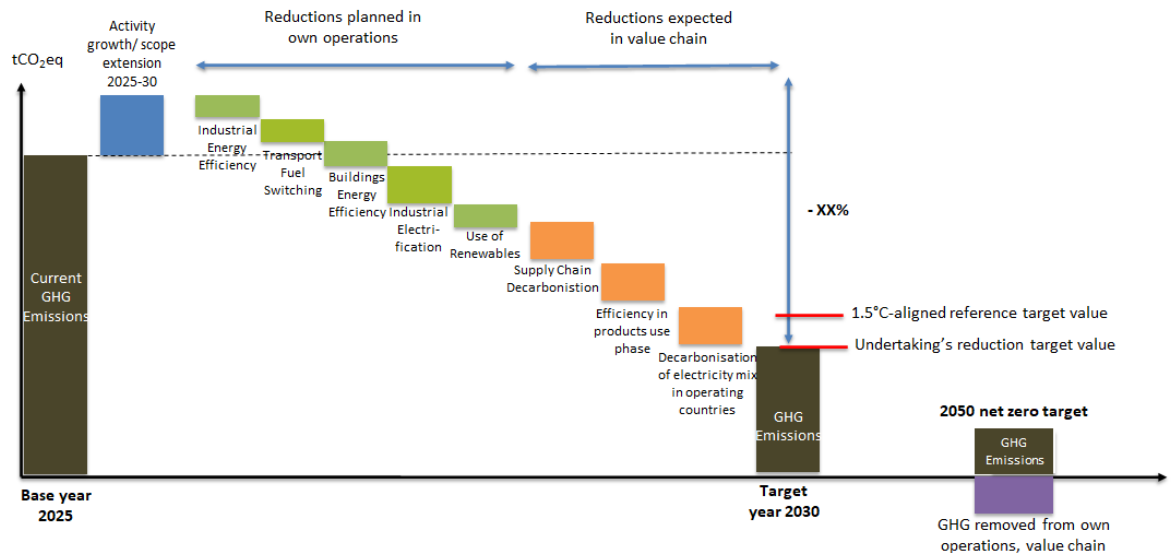 Activity
growth/ scope
extension
2025-30
Reductions planned in
own operations
Reductions expected
in value chain
tCO₂eq
Industrial
Energy
Efficiency
Transport
Fuel
Switching
Buildings
Energy
Efficiency
Industrial
Electri-
fication
Use of
Renewables
Supply Chain
Decarbonistion
Efficiency in
products use
phase
Decarbonisation
of electricity mix
in operating
countries
- XX%
1.5°C-aligned reference target value
Undertaking's reduction target value
Current
GHG
Emissions
GHG
Emissions
2050 net zero target
GHG
Emissions
Base year
2025
Target
year 2030
GHG removed from own
operations, value chain